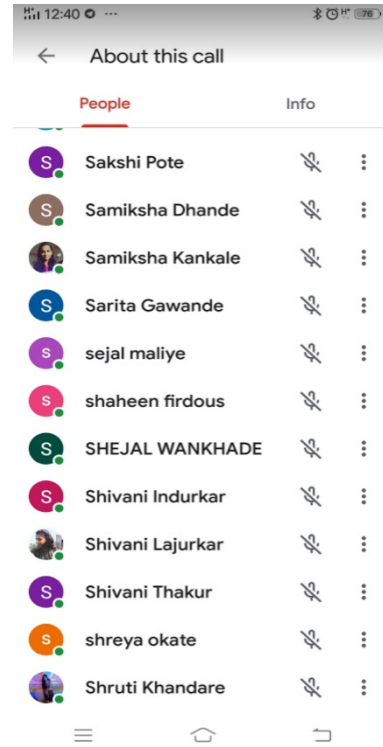 12:40
76
About this call
People Info
S Sakshi Pote
S Samiksha Dhande
Samiksha Kankale
S Sarita Gawande
s sejal maliye
s shaheen firdous
S SHEJAL WANKHADE
S Shivani Indurkar
Shivani Lajurkar
S Shivani Thakur
s shreya okate
Shruti Khandare